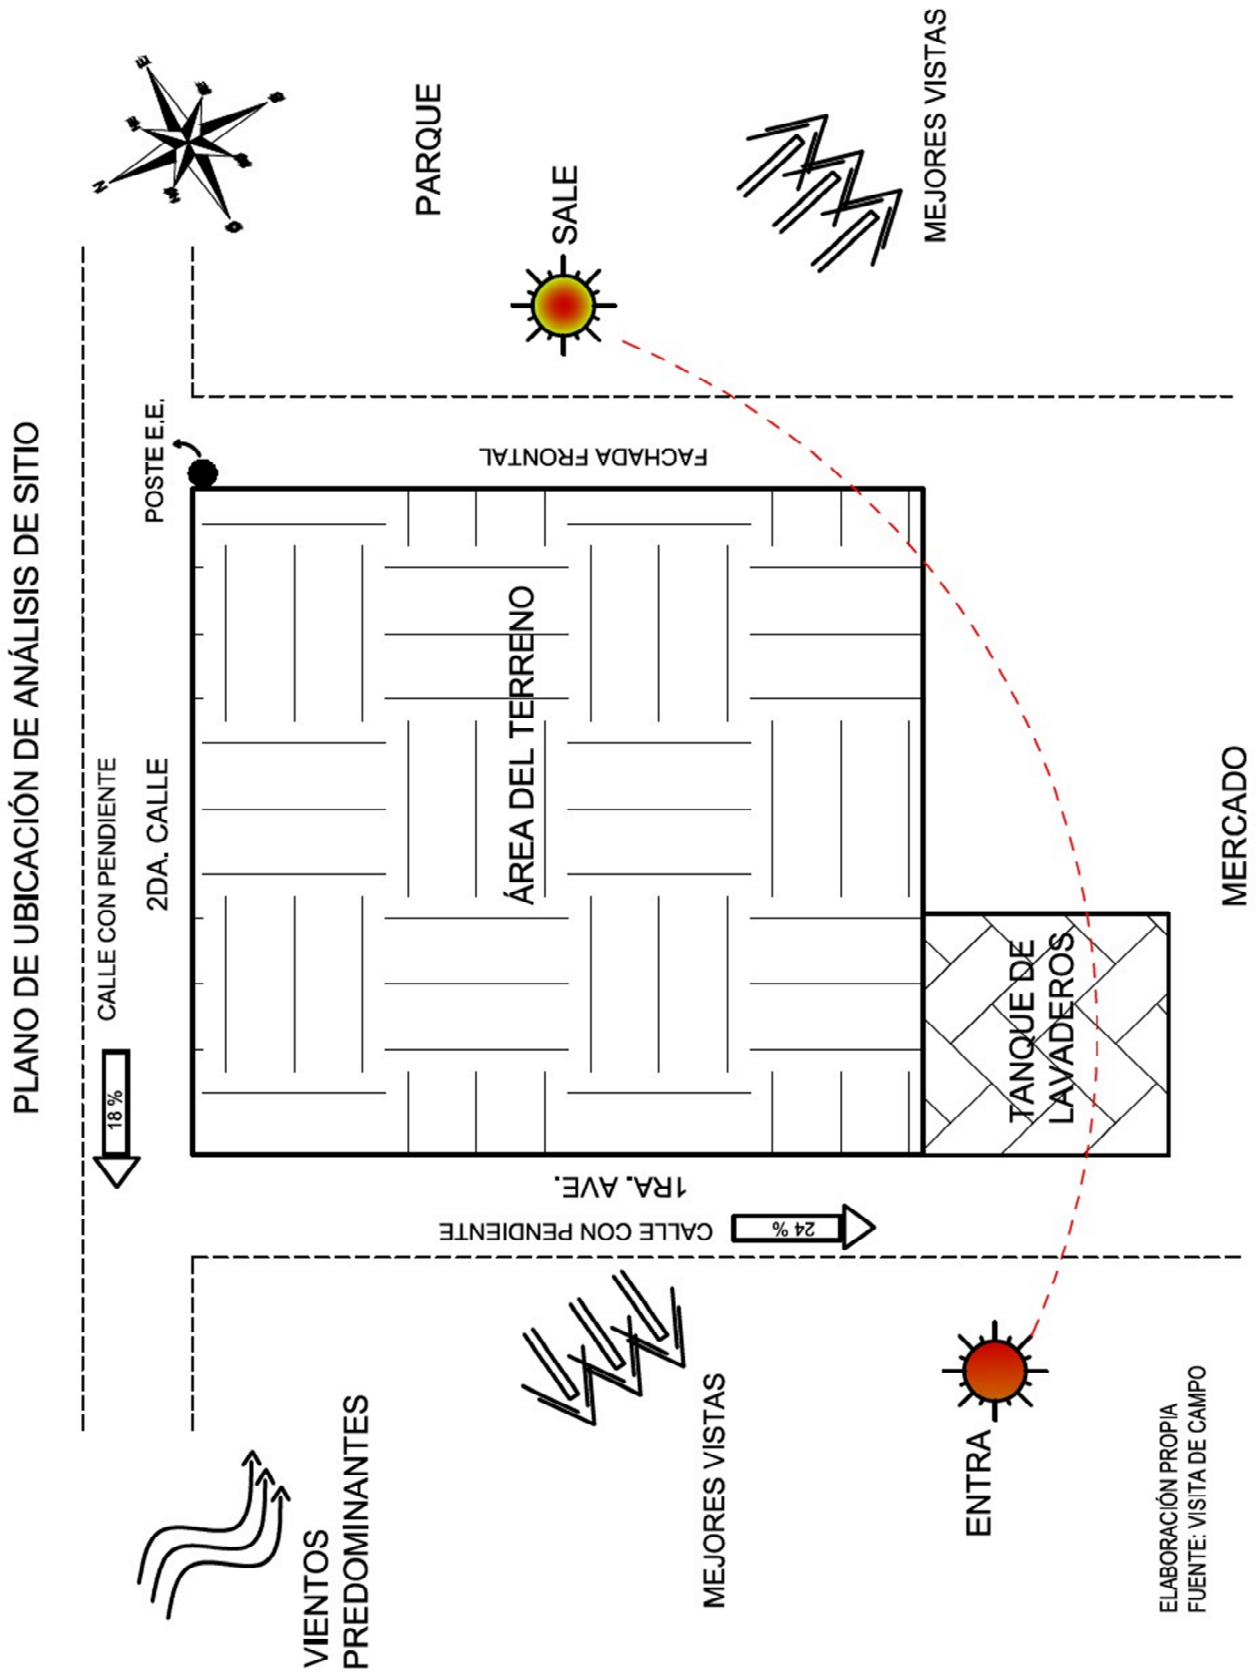 PLANO DE UBICACIÓN DE ANÁLISIS DE SITIO
CALLE CON PENDIENTE
18 %
2DA. CALLE
POSTE E.E.
N
E
S
O
PARQUE
SALE
MEJORES VISTAS
FACHADA FRONTAL
ÁREA DEL TERRENO
TANQUE DE
LAVADEROS
MERCADO
1RA. AVE.
CALLE CON PENDIENTE
24 %
VIENTOS
PREDOMINANTES
MEJORES VISTAS
ENTRA
ELABORACIÓN PROPIA
FUENTE: VISITA DE CAMPO